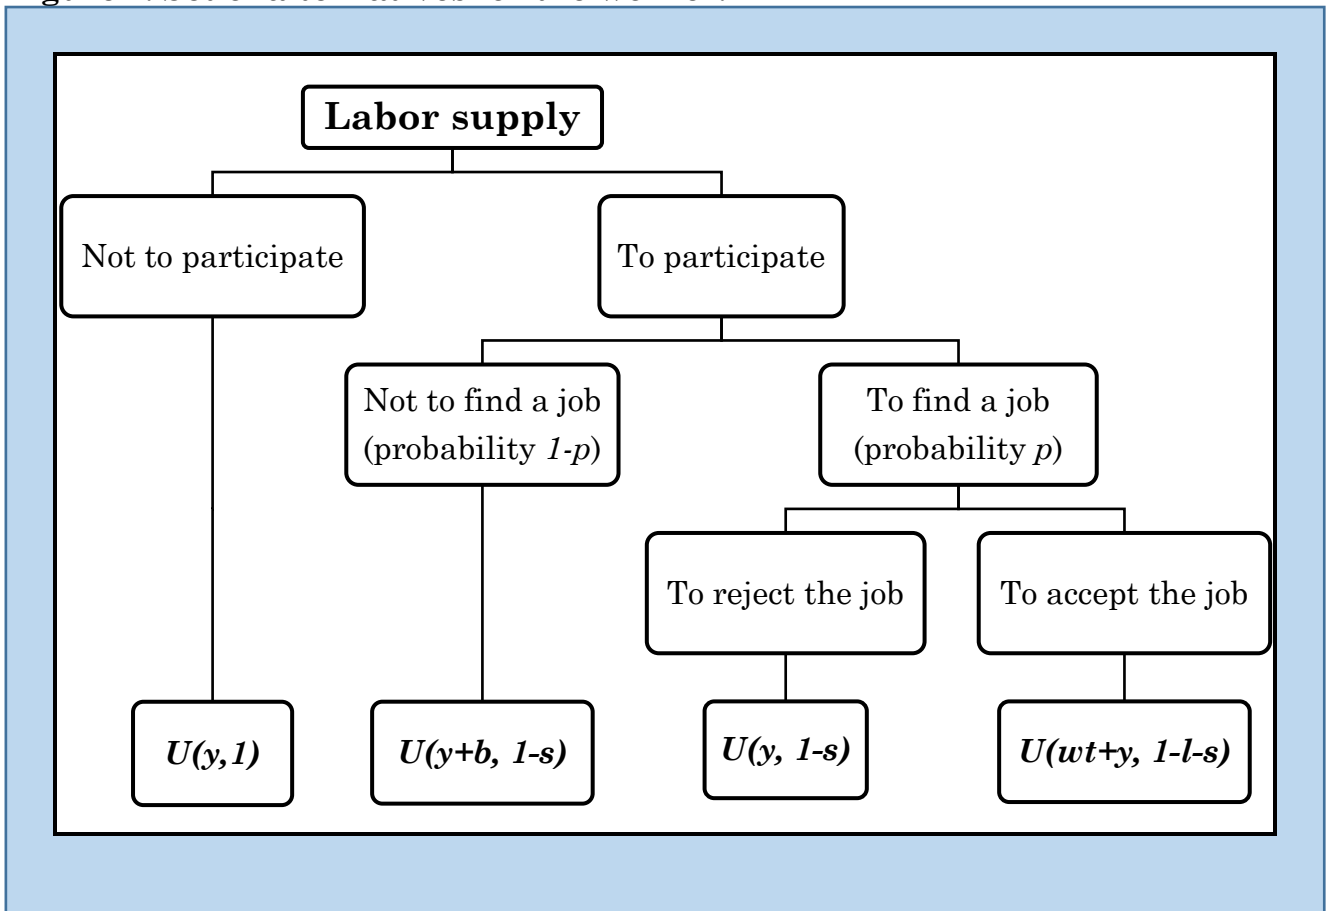 Labor supply
Not to participate
To participate
Not to find a job
(probability 1-p)
To find a job
(probability p)
To reject the job
To accept the job
U(y,1)
U(y+b, 1-s)
U(y, 1-s)
U(wt+y, 1-l-s)